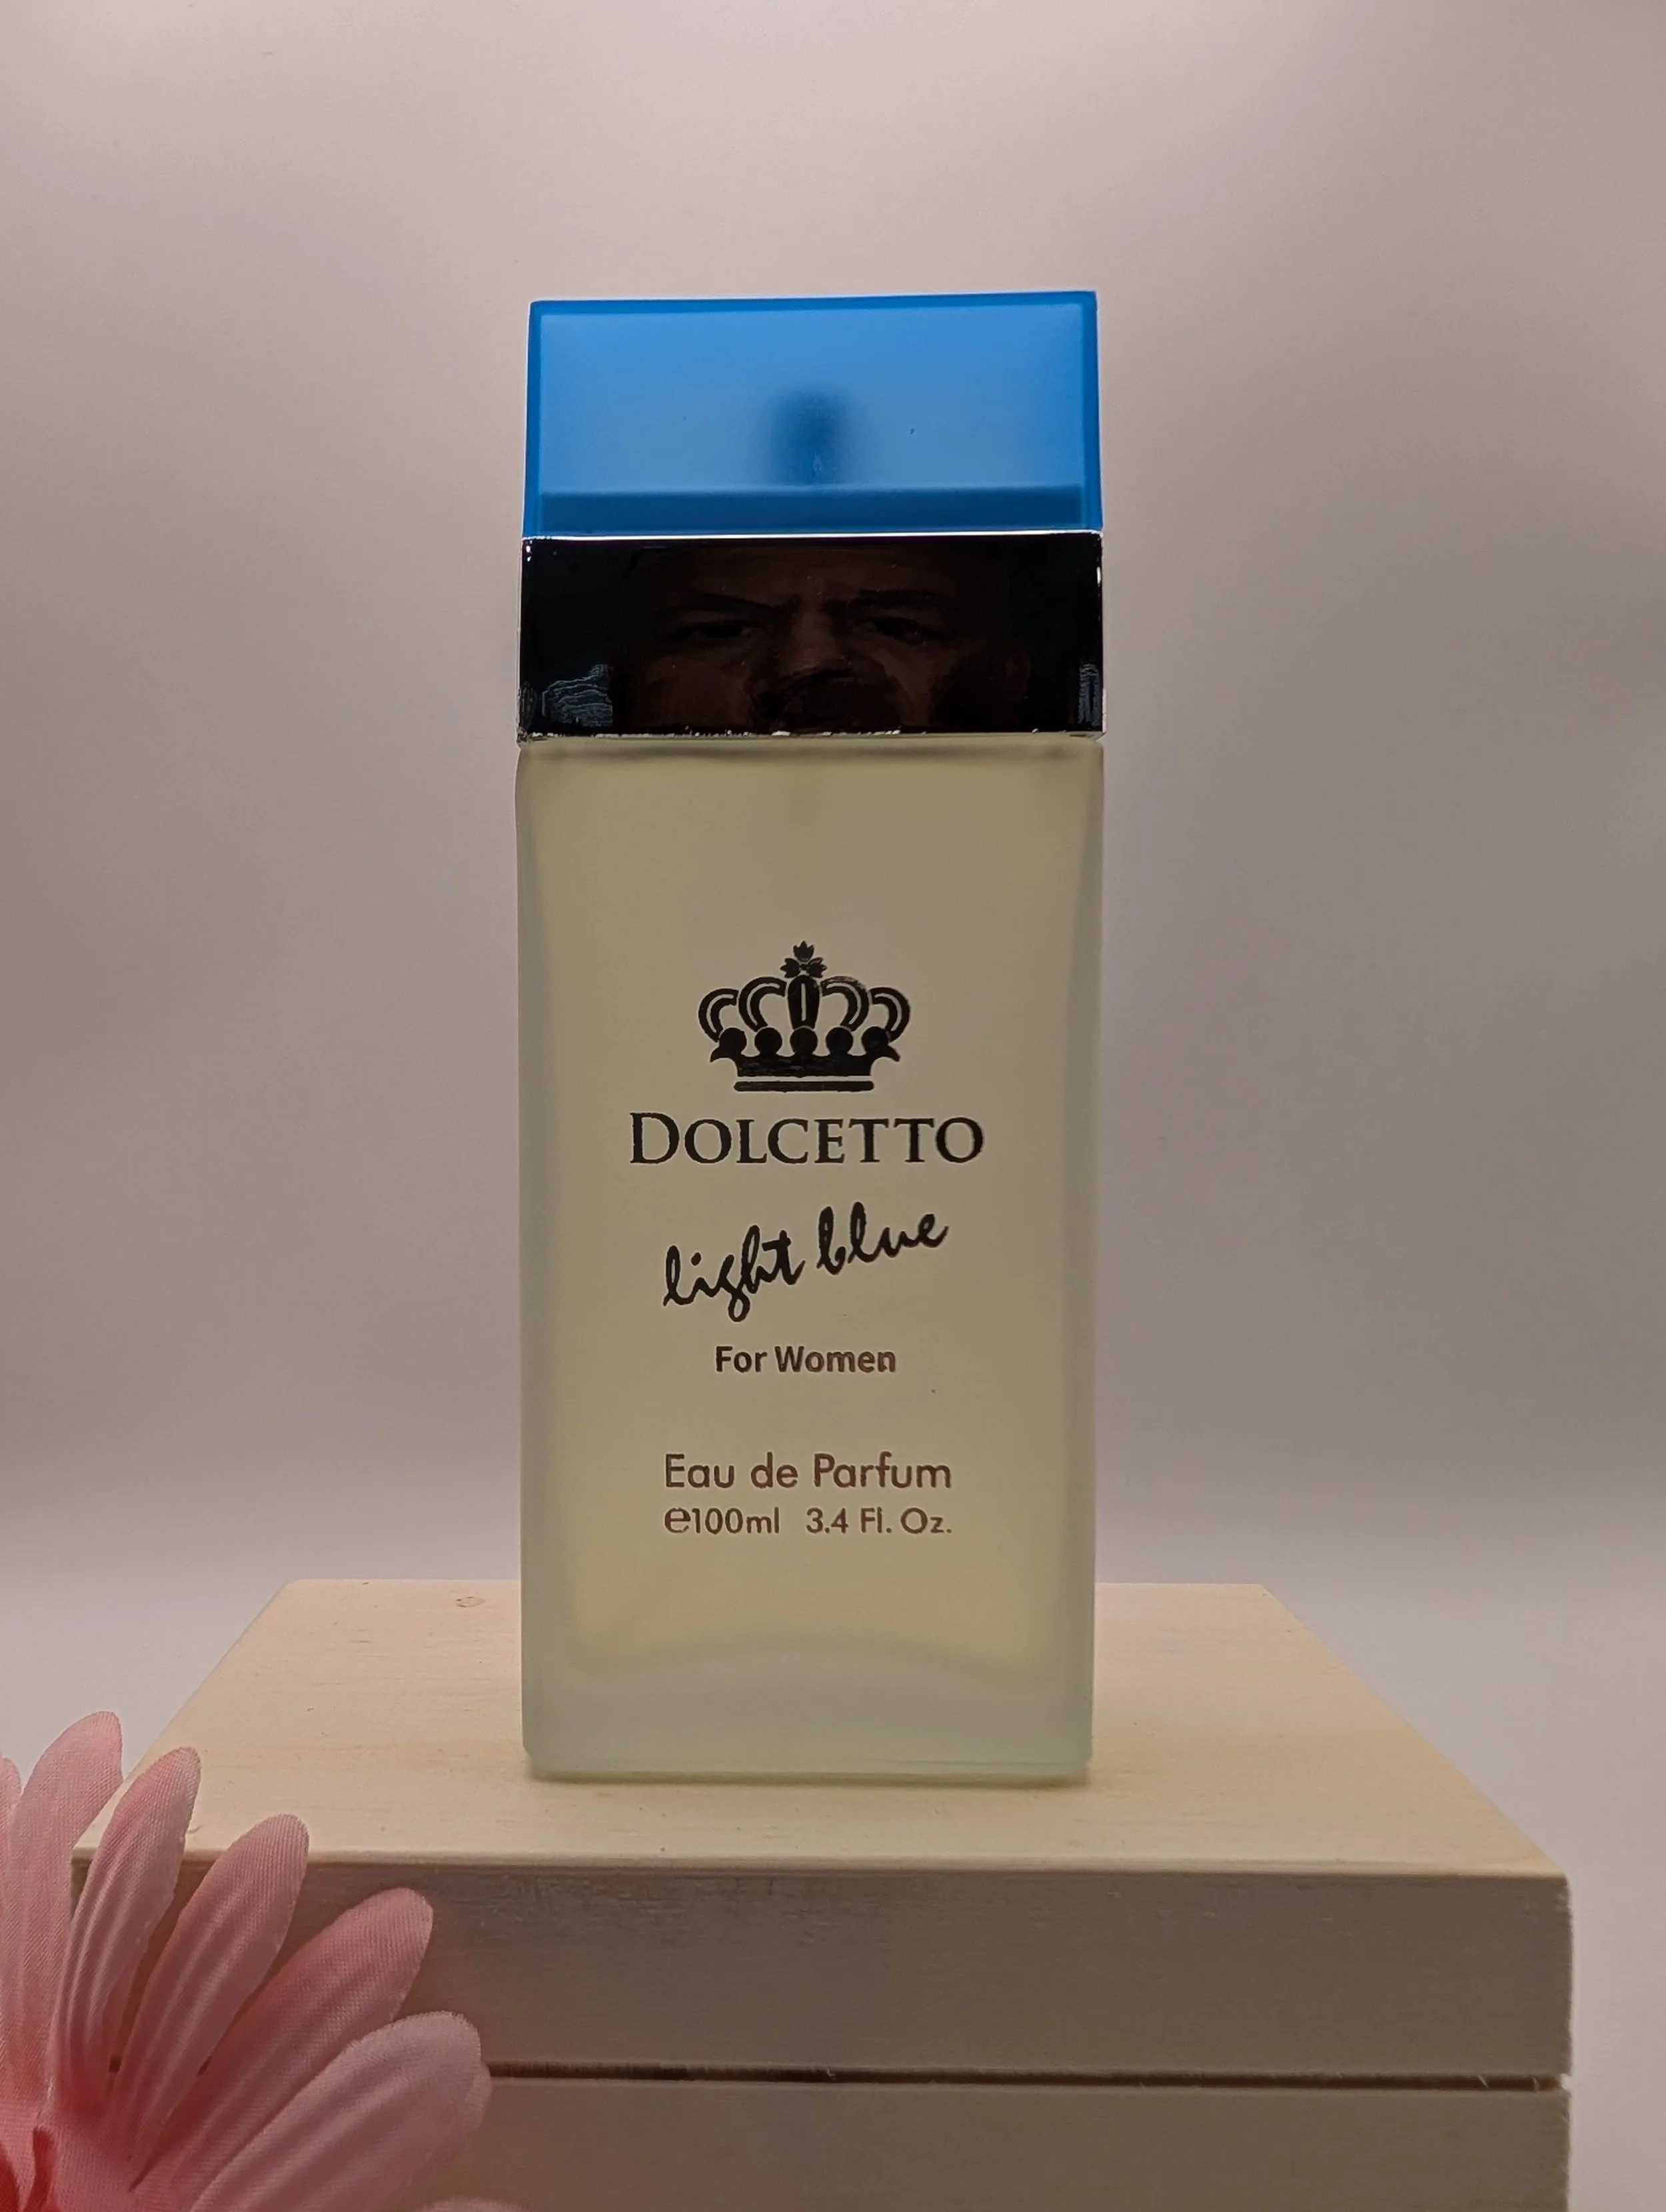 DOLCETTO
light blue
For Women
Eau de Parfum
℮100ml 3.4 Fl. Oz.